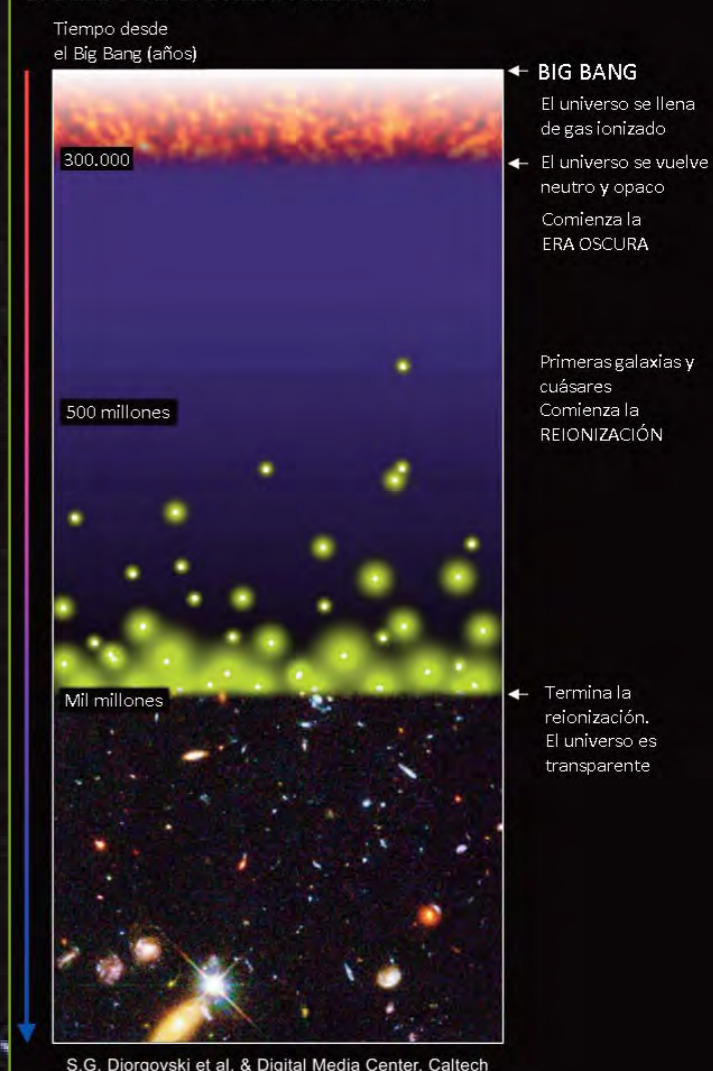 Tiempo desde
el Big Bang (años)
BIG BANG
El universo se llena
de gas ionizado
300.000
El universo se vuelve
neutro y opaco
Comienza la
ERA OSCURA
Primeras galaxias y
cuásares
Comienza la
REIONIZACIÓN
500 millones
Mil millones
Termina la
reionización.
El universo es
transparente
S.G. Djorgovski et al. & Digital Media Center, Caltech